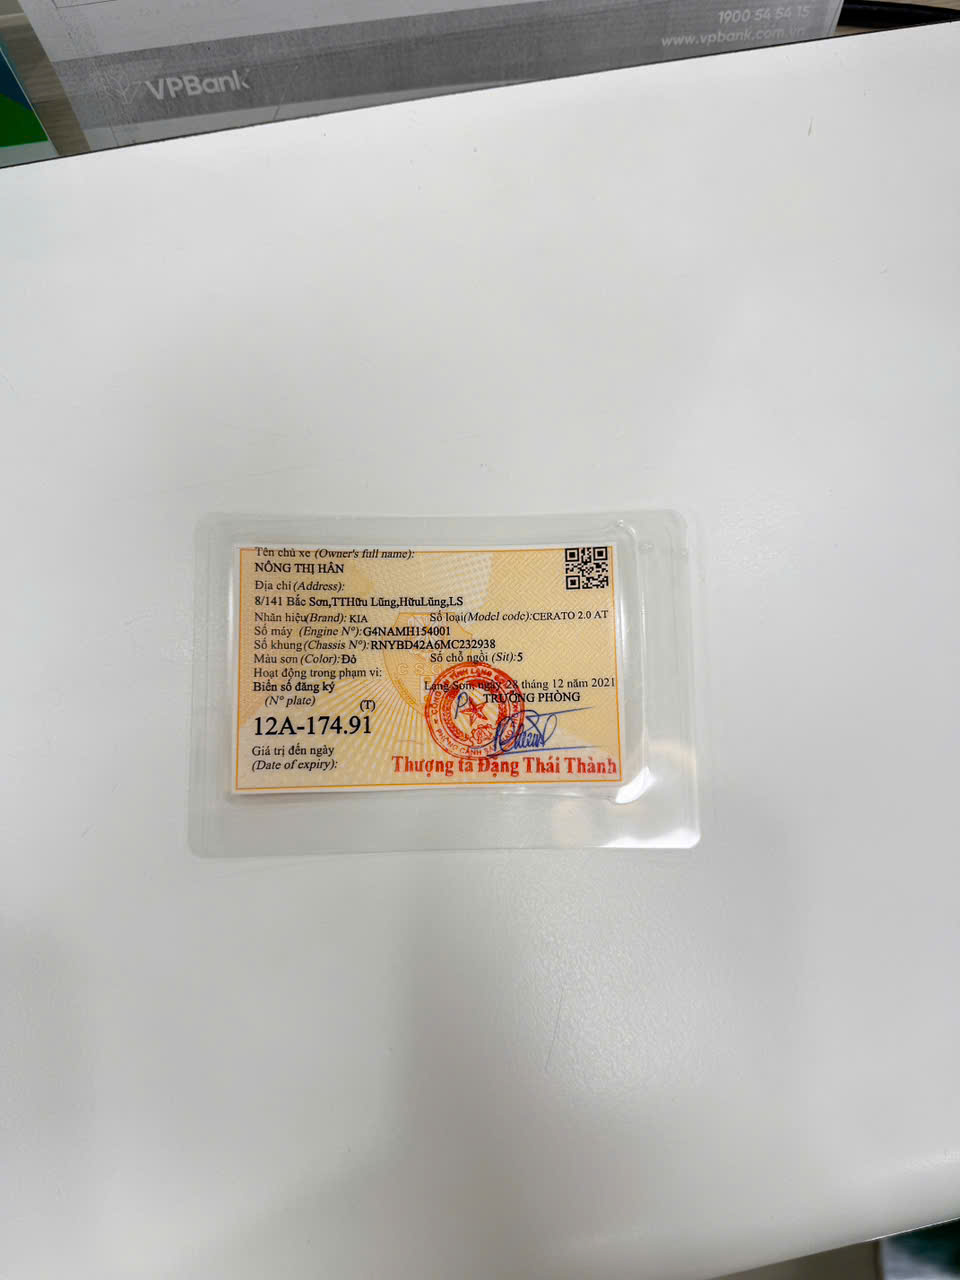 1900 54 54 15
www.vpbank.com.vn
VPBank
Tên chủ xe (Owner's full name):
NÔNG THỊ HÂN
Địa chỉ (Address):
8/141 Bắc Sơn,TTHữu Lũng,HữuLũng,LS
Nhãn hiệu(Brand): KIA Số loại(Model code):CERATO 2.0 AT
Số máy (Engine Nº):G4NAMH154001
Số khung(Chassis Nº):RNYBD42A6MC232938
Màu sơn (Color):Đỏ Số chỗ ngồi (Sit):5
Hoạt động trong phạm vi:
Biển số đăng ký Lạng Sơn, ngày 28 tháng 12 năm 2021
(Nº plate) (T) TRƯỞNG PHÒNG
12A-174.91
Giá trị đến ngày
(Date of expiry): Thượng tá Đặng Thái Thành